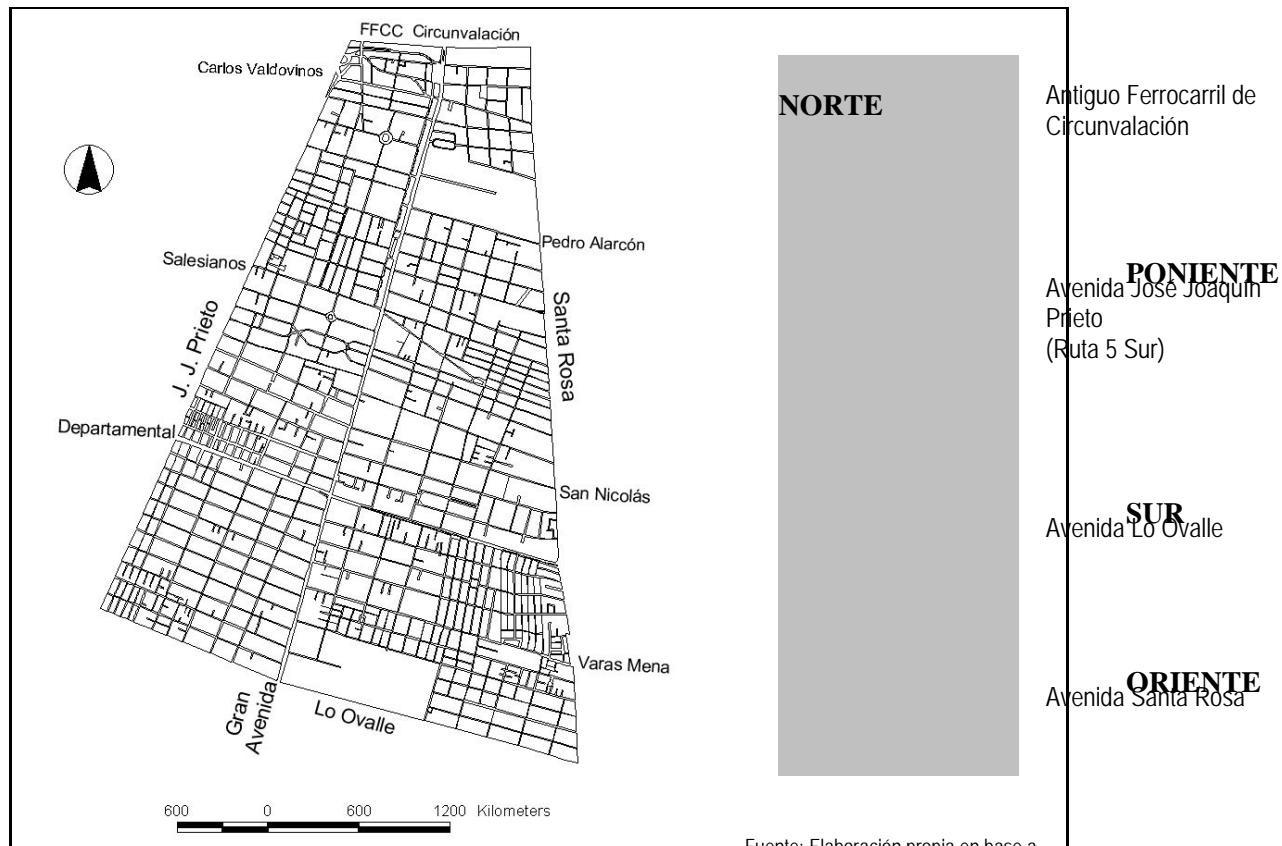 FFCC Circunvalación
Carlos Valdovinos
Pedro Alarcón
Salesianos
Santa Rosa
J. J. Prieto
Departamental
San Nicolás
Varas Mena
Gran
Avenida
Lo Ovalle
600 0 600 1200 Kilometers
NORTE
Antiguo Ferrocarril de
Circunvalación
PONIENTE
Avenida José Joaquín
Prieto
(Ruta 5 Sur)
SUR
Avenida Lo Ovalle
ORIENTE
Avenida Santa Rosa
Fuente: Elaboración propia en base a